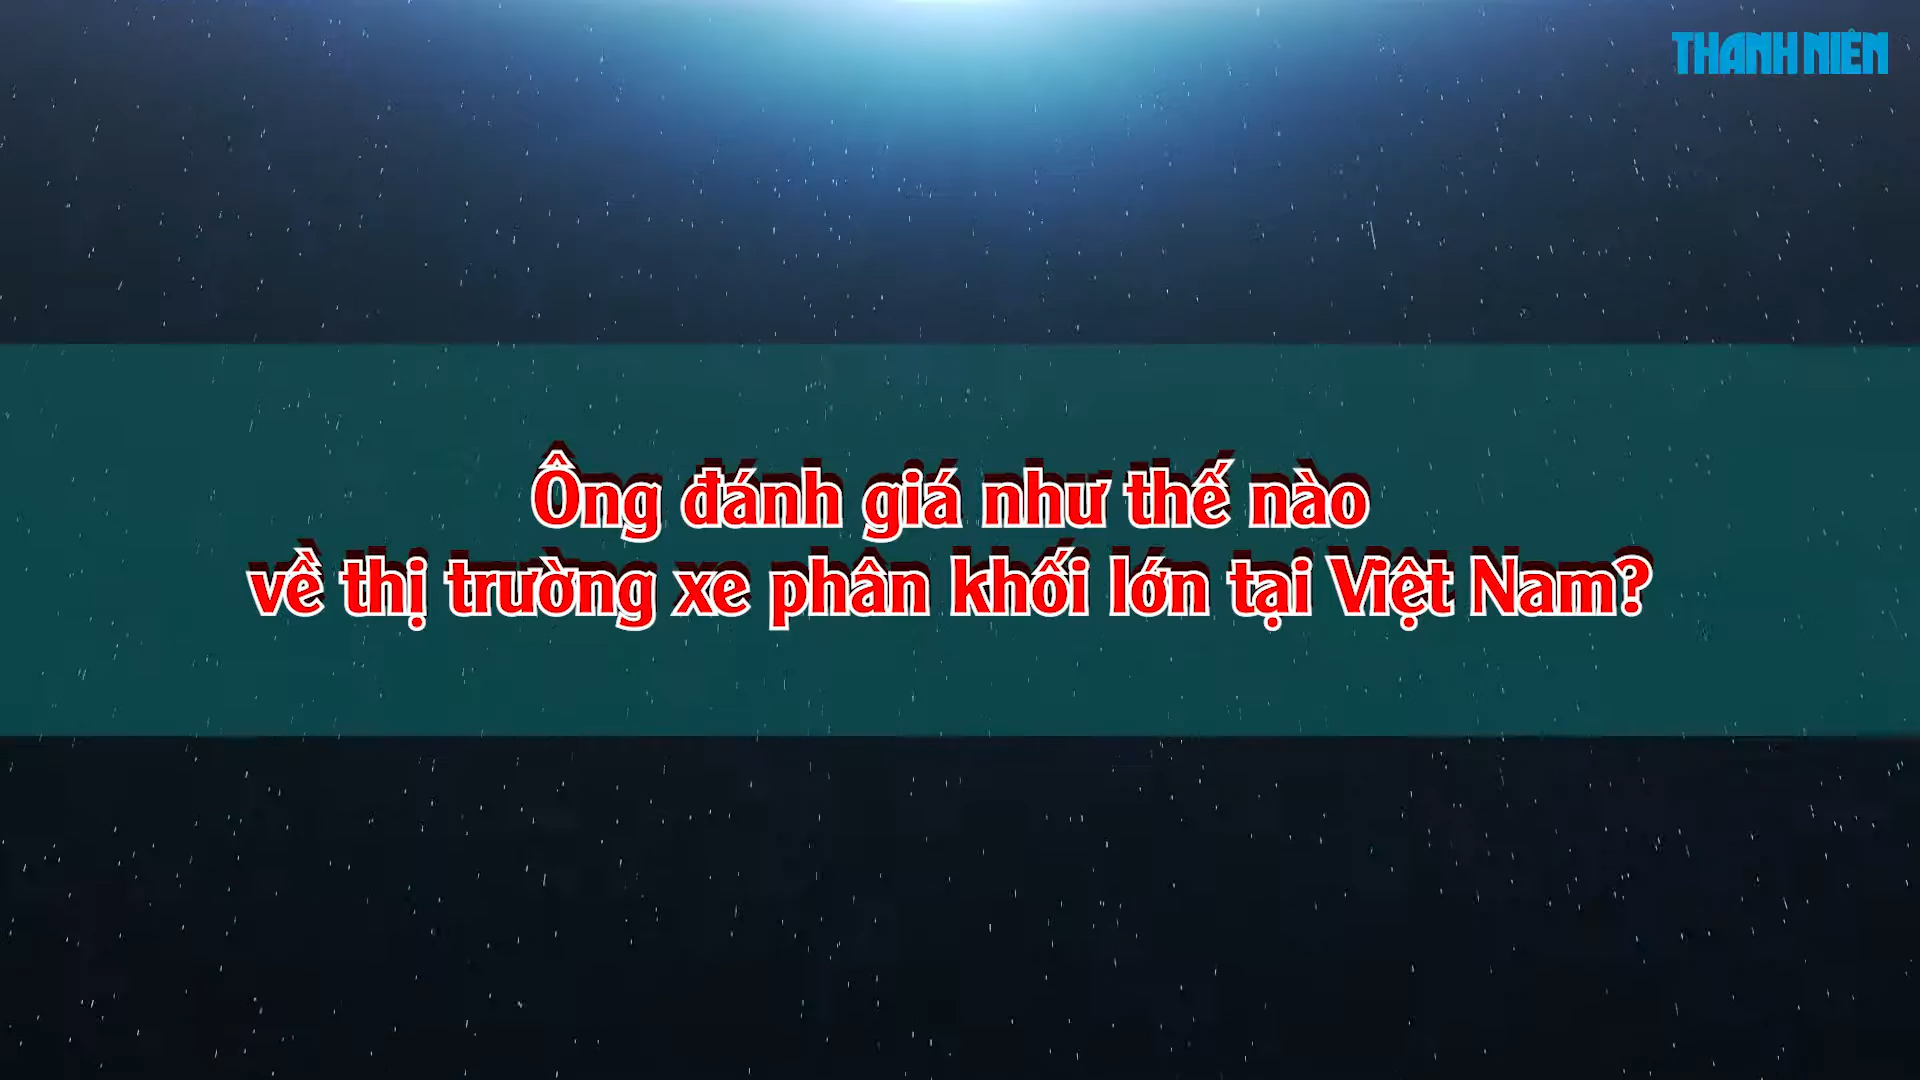 THANH NIÊN
Ông đánh giá như thế nào
về thị trường xe phân khối lớn tại Việt Nam?